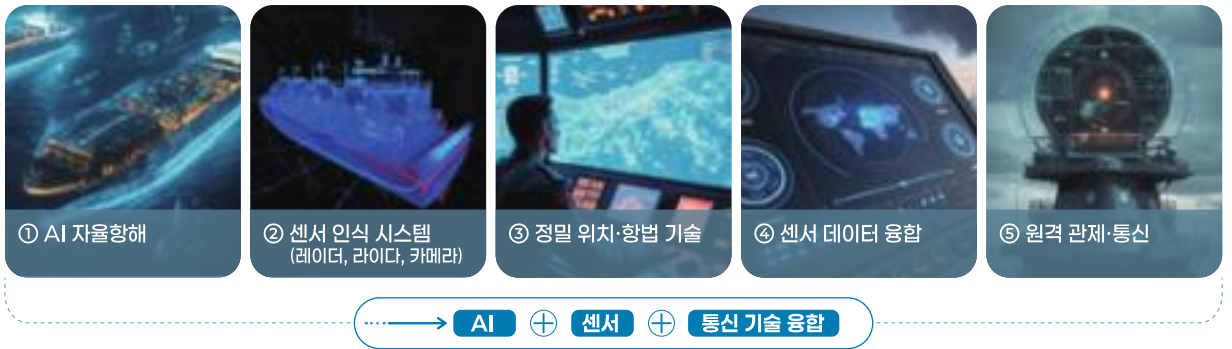 ① AI 자율항해
② 센서 인식 시스템
(레이더, 라이다, 카메라)
③ 정밀 위치·항법 기술
④ 센서 데이터 융합
⑤ 원격 관제·통신
AI + 센서 + 통신 기술 융합